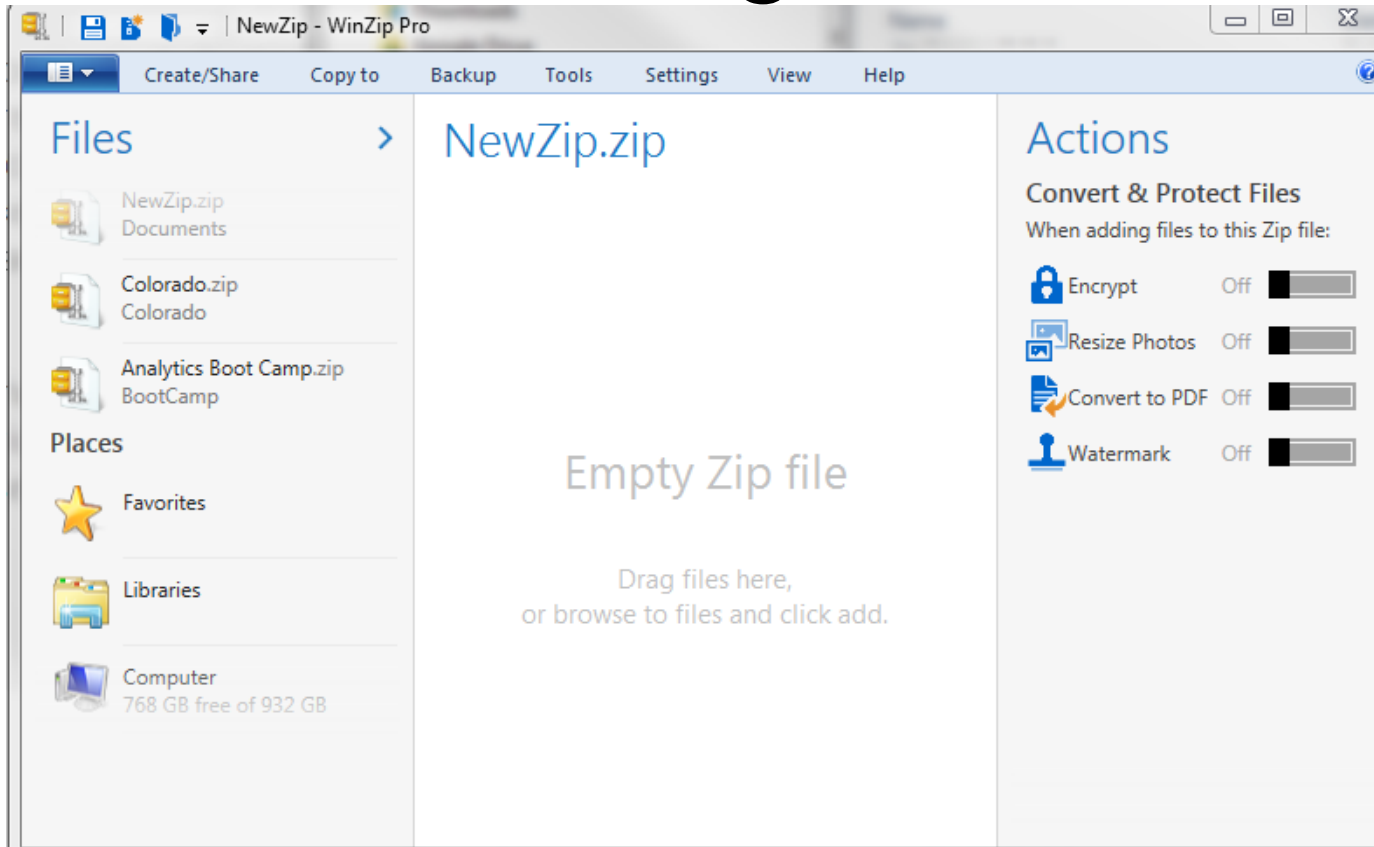 NewZip - WinZip Pro
Create/Share Copy to Backup Tools Settings View Help
Files
NewZip.zip
Documents
Colorado.zip
Colorado
Analytics Boot Camp.zip
BootCamp
Places
Favorites
Libraries
Computer
768 GB free of 932 GB
NewZip.zip
Empty Zip file
Drag files here,
or browse to files and click add.
Actions
Convert & Protect Files
When adding files to this Zip file:
Encrypt Off
Resize Photos Off
Convert to PDF Off
Watermark Off